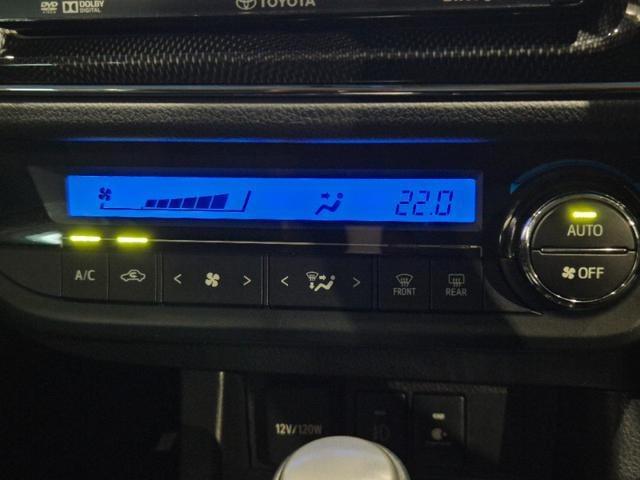 DVD DOLBY DIGITAL TOYOTA
22.0
AUTO
A/C < > < > FRONT REAR OFF
12V/120W